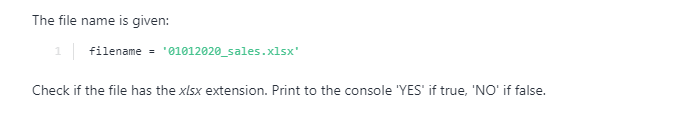 The file name is given:
1 filename = '01012020_sales.xlsx'
Check if the file has the xlsx extension. Print to the console 'YES' if true, 'NO' if false.